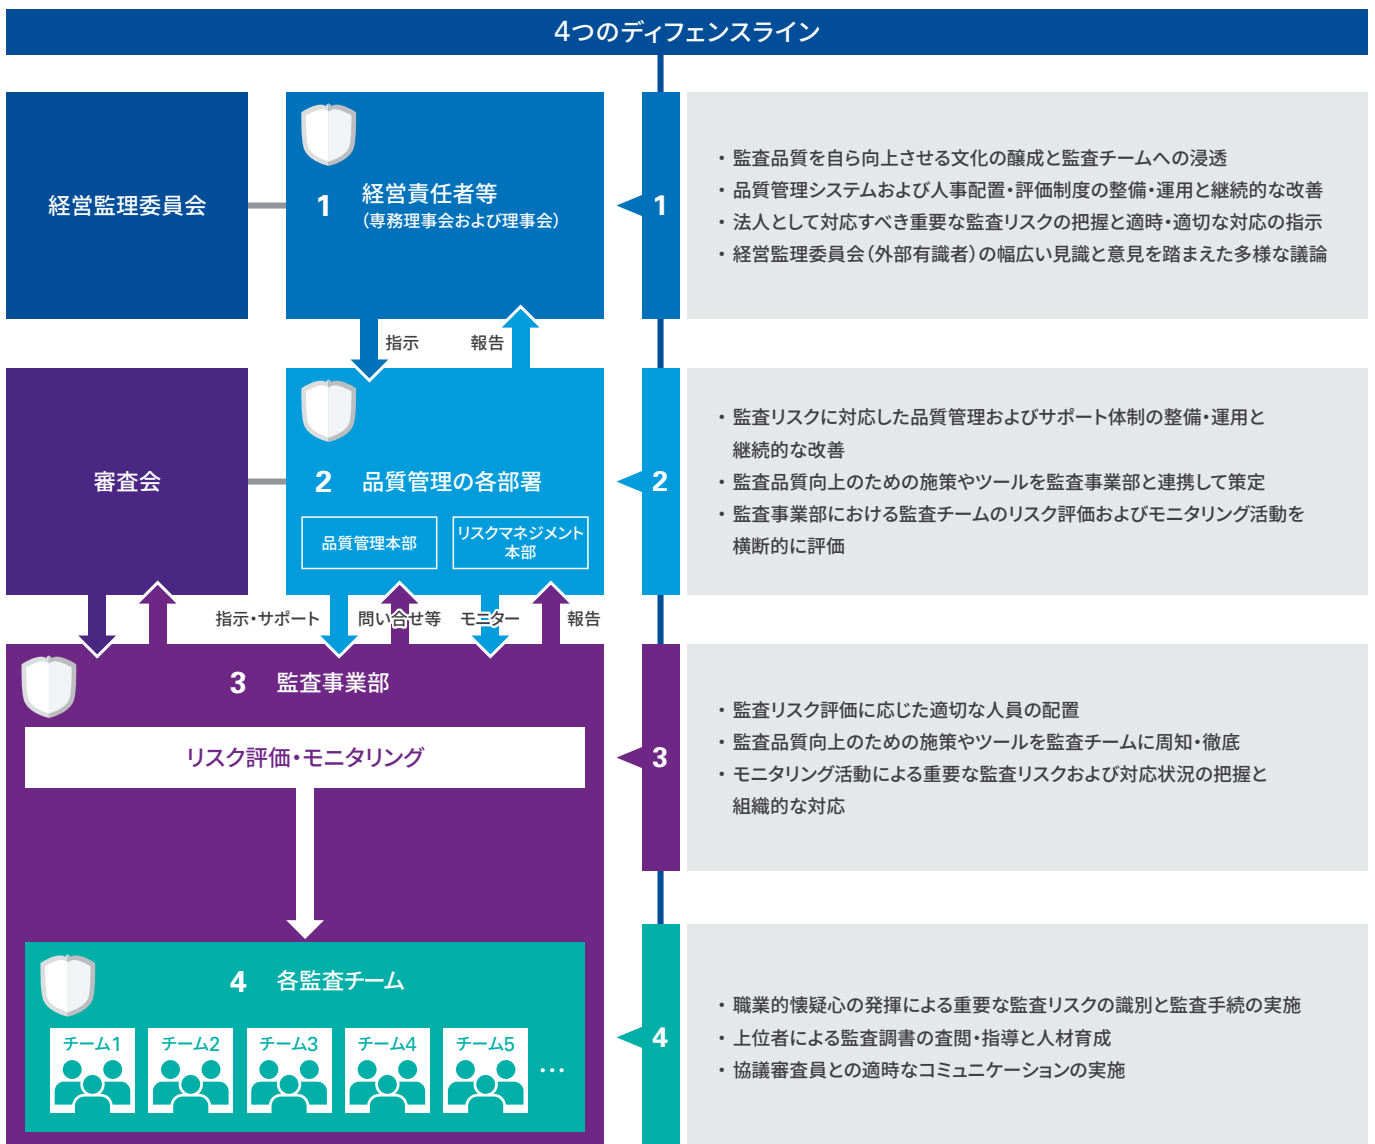 4つのディフェンスライン
経営監理委員会
1 経営責任者等
（専務理事会および理事会）
1
・監査品質を自ら向上させる文化の醸成と監査チームへの浸透
・品質管理システムおよび人事配置・評価制度の整備・運用と継続的な改善
・法人として対応すべき重要な監査リスクの把握と適時・適切な対応の指示
・経営監理委員会（外部有識者）の幅広い見識と意見を踏まえた多様な議論
指示 報告
審査会
2 品質管理の各部署
品質管理本部
リスクマネジメント
本部
2
・監査リスクに対応した品質管理およびサポート体制の整備・運用と
継続的な改善
・監査品質向上のための施策やツールを監査事業部と連携して策定
・監査事業部における監査チームのリスク評価およびモニタリング活動を
横断的に評価
指示・サポート 問い合せ等 モニター 報告
3 監査事業部
リスク評価・モニタリング
3
・監査リスク評価に応じた適切な人員の配置
・監査品質向上のための施策やツールを監査チームに周知・徹底
・モニタリング活動による重要な監査リスクおよび対応状況の把握と
組織的な対応
4 各監査チーム
チーム1 チーム2 チーム3 チーム4 チーム5 …
4
・職業的懐疑心の発揮による重要な監査リスクの識別と監査手続の実施
・上位者による監査調書の査閲・指導と人材育成
・協議審査員との適時なコミュニケーションの実施